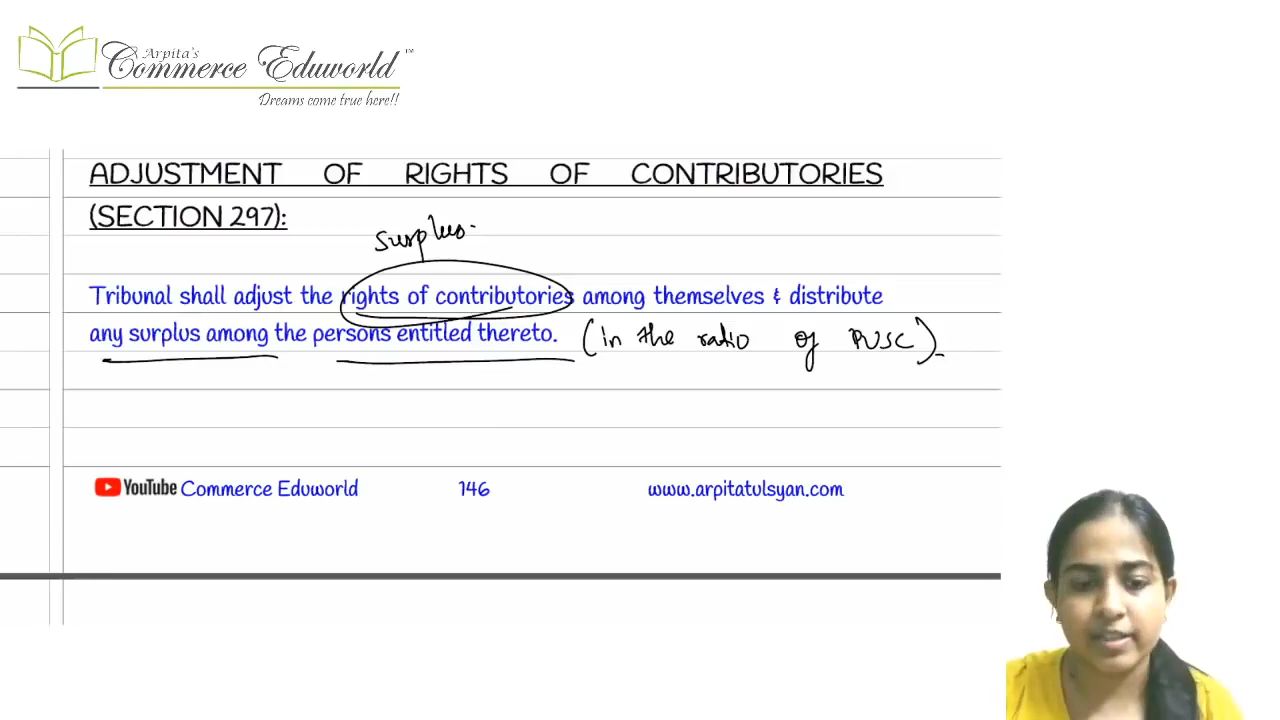 Arpita's
Commerce Eduworld™
Dreams come true here!!
ADJUSTMENT OF RIGHTS OF CONTRIBUTORIES
(SECTION 297):
surplus.
Tribunal shall adjust the rights of contributories among themselves & distribute
any surplus among the persons entitled thereto. (in the ratio of PUSC).
YouTube Commerce Eduworld 146 www.arpitatulsyan.com